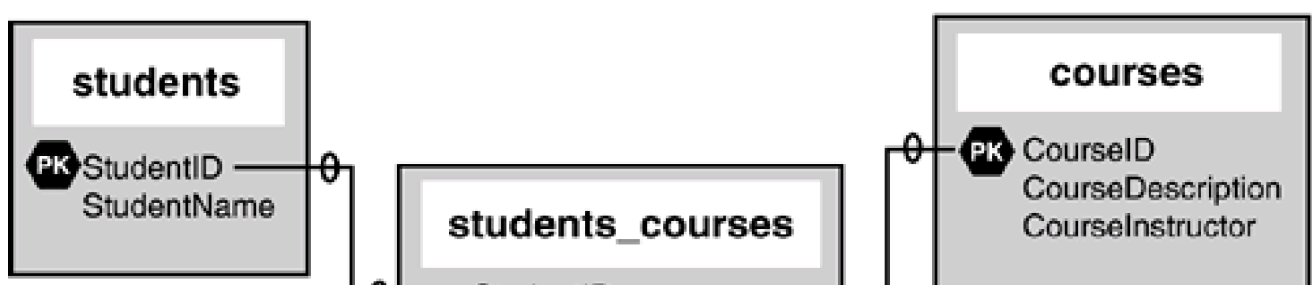 students
PK StudentID
StudentName
students_courses
courses
PK CourseID
CourseDescription
CourseInstructor